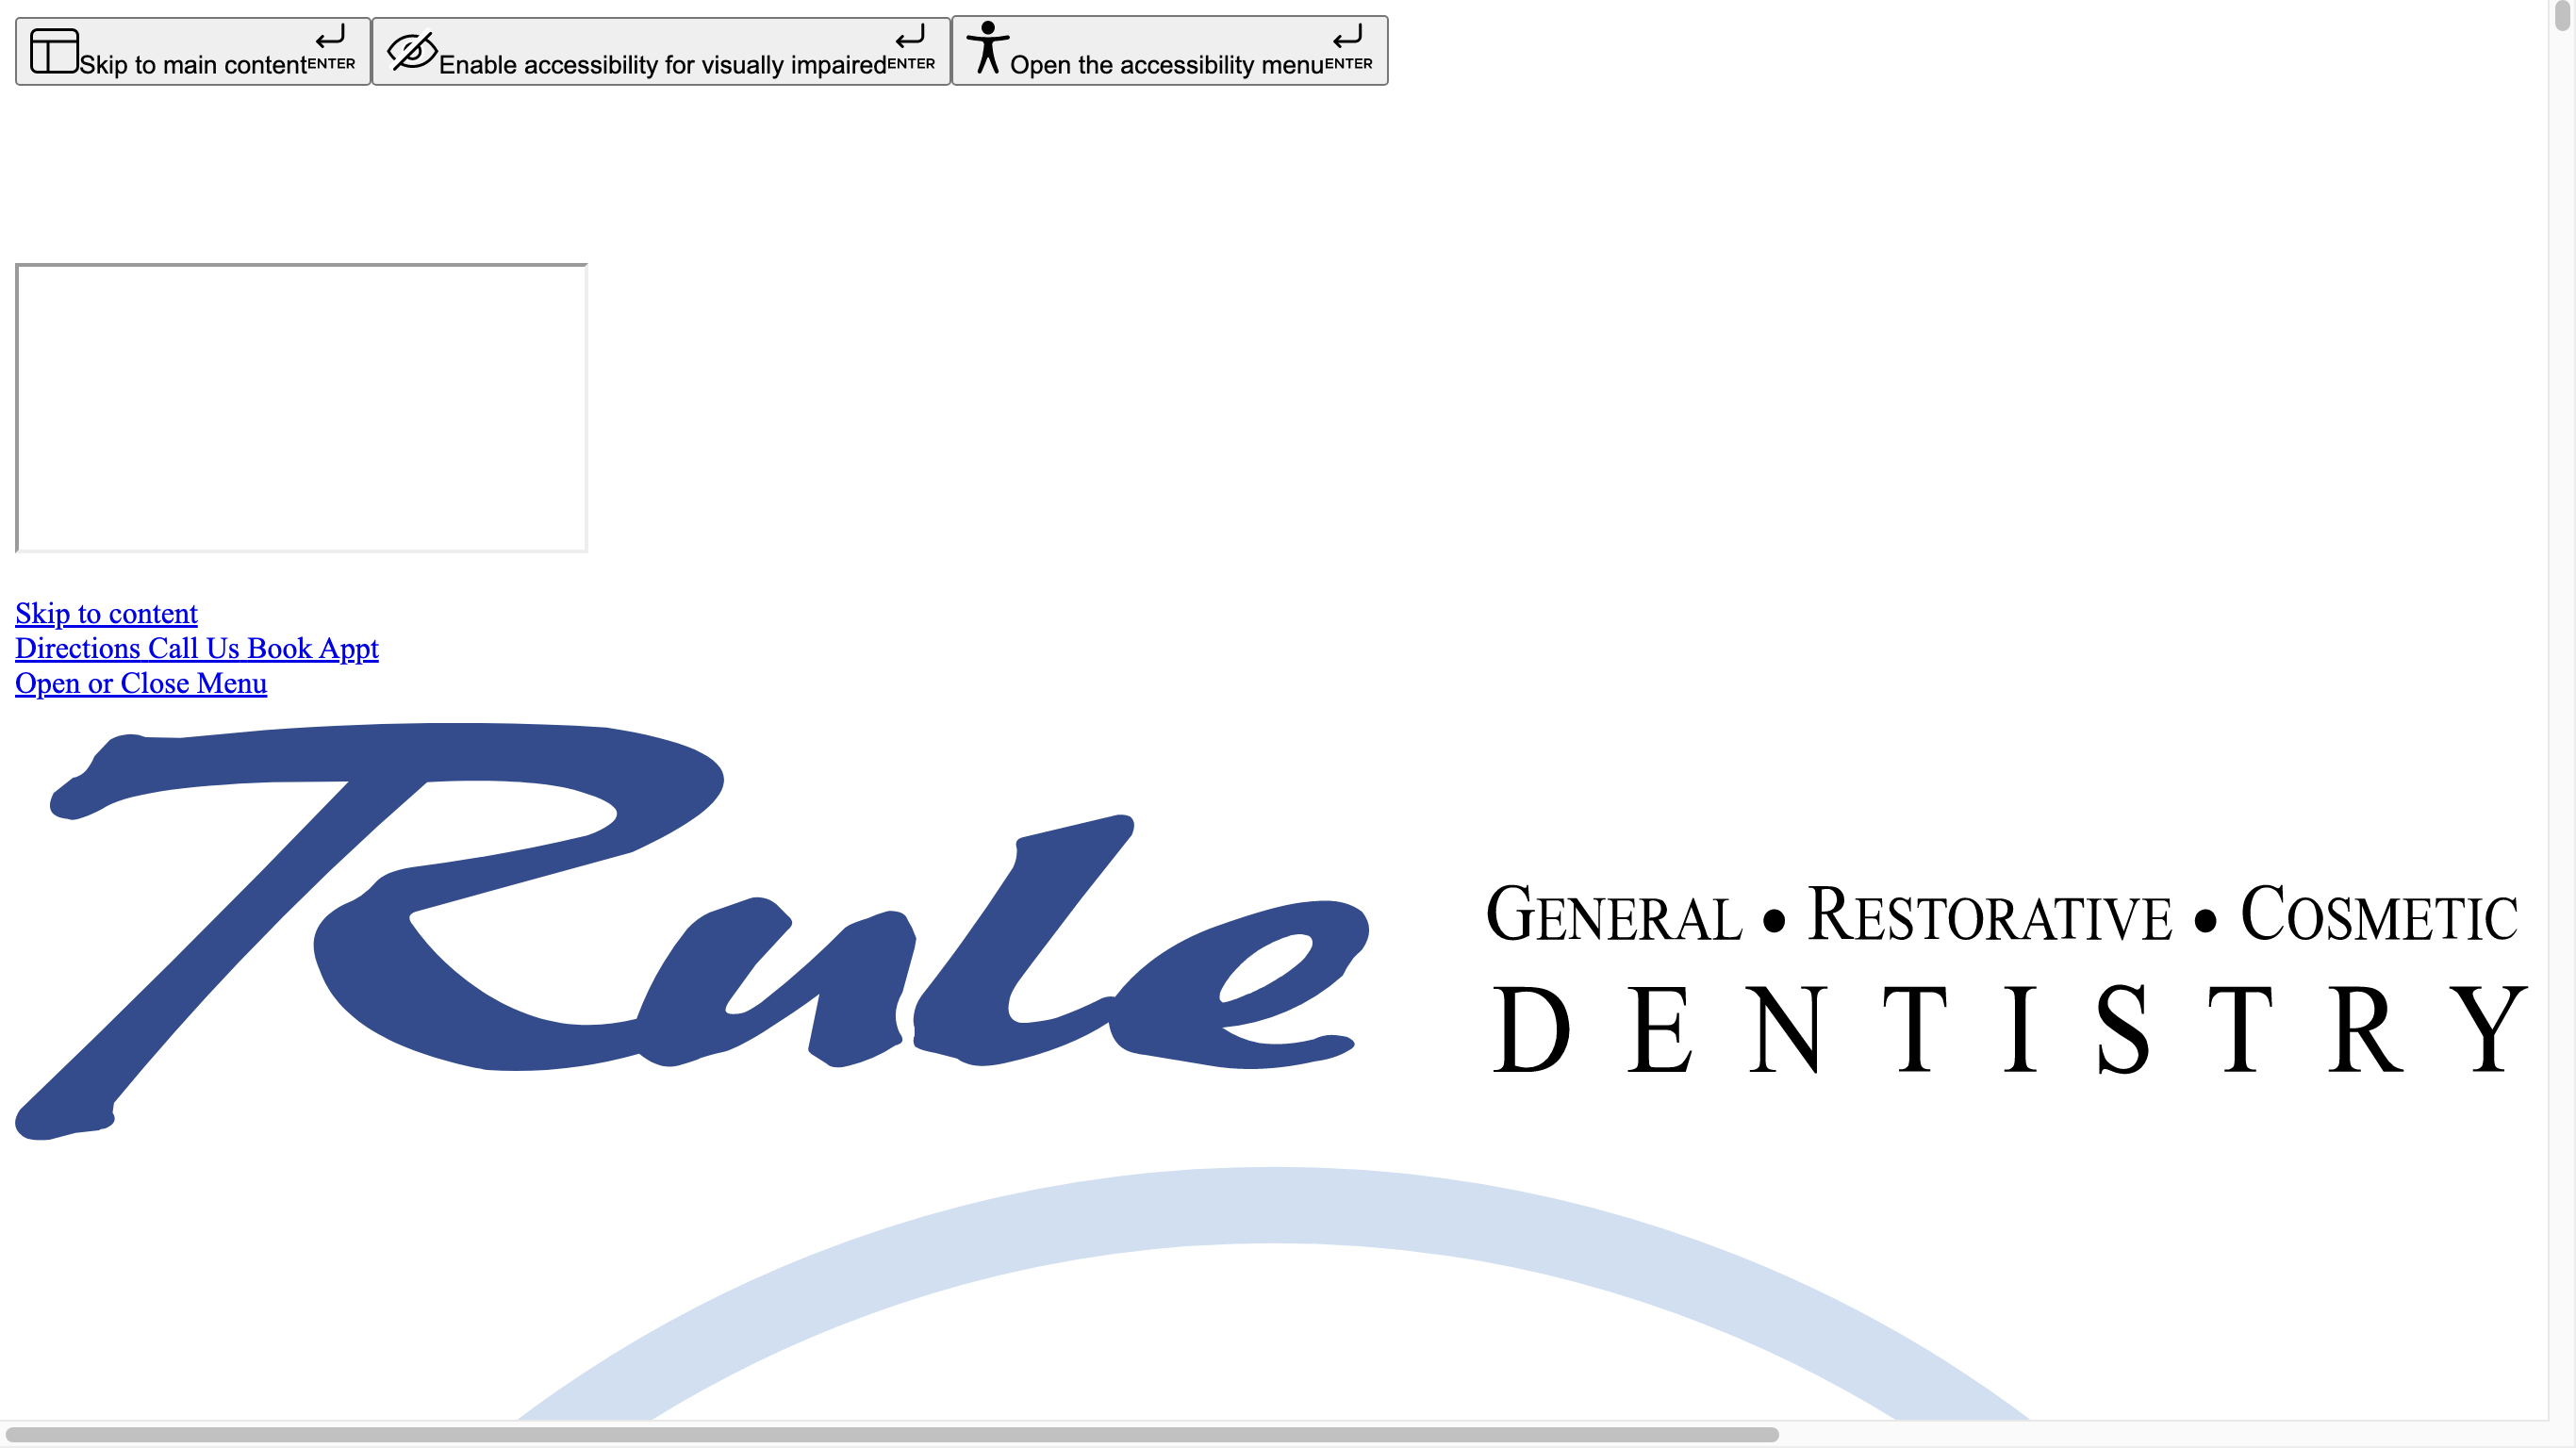 Skip to main content ENTER Enable accessibility for visually impaired ENTER Open the accessibility menu ENTER
Skip to content
Directions Call Us Book Appt
Open or Close Menu
Rule
GENERAL • RESTORATIVE • COSMETIC
DENTISTRY